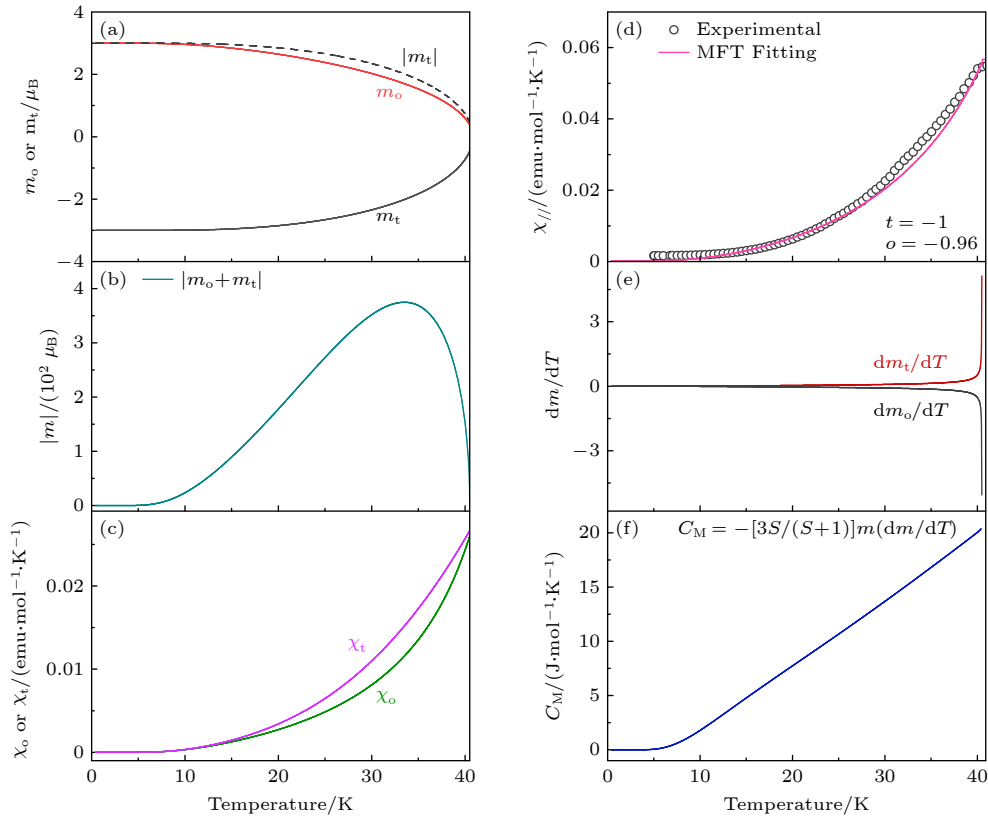 (a)
4
2
0
−2
−4
m_o or m_t/μ_B
|m_t|
m_o
m_t
(b)
|m_o+m_t|
4
3
2
1
0
|m|/(10² μ_B)
(c)
0.02
0.01
0
χ_o or χ_t/(emu·mol⁻¹·K⁻¹)
χ_t
χ_o
0 10 20 30 40
Temperature/K
(d)
Experimental
MFT Fitting
0.06
0.04
0.02
0
χ_//​/(emu·mol⁻¹·K⁻¹)
t = −1
o = −0.96
(e)
3
0
−3
dm/dT
dm_t/dT
dm_o/dT
(f)
C_M = −[3S/(S+1)]m(dm/dT)
20
15
10
5
0
C_M/(J·mol⁻¹·K⁻¹)
0 10 20 30 40
Temperature/K